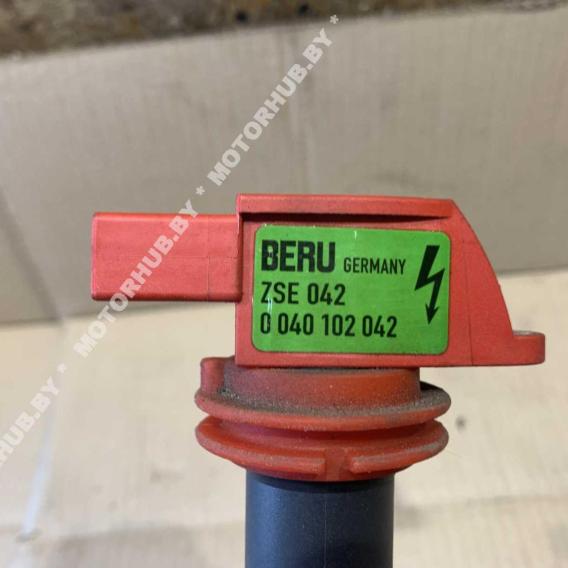 * MOTORHUB.BY *
MOTORHUB.BY * MOTORHUB.BY *
BERU GERMANY
ZSE 042
0 040 102 042